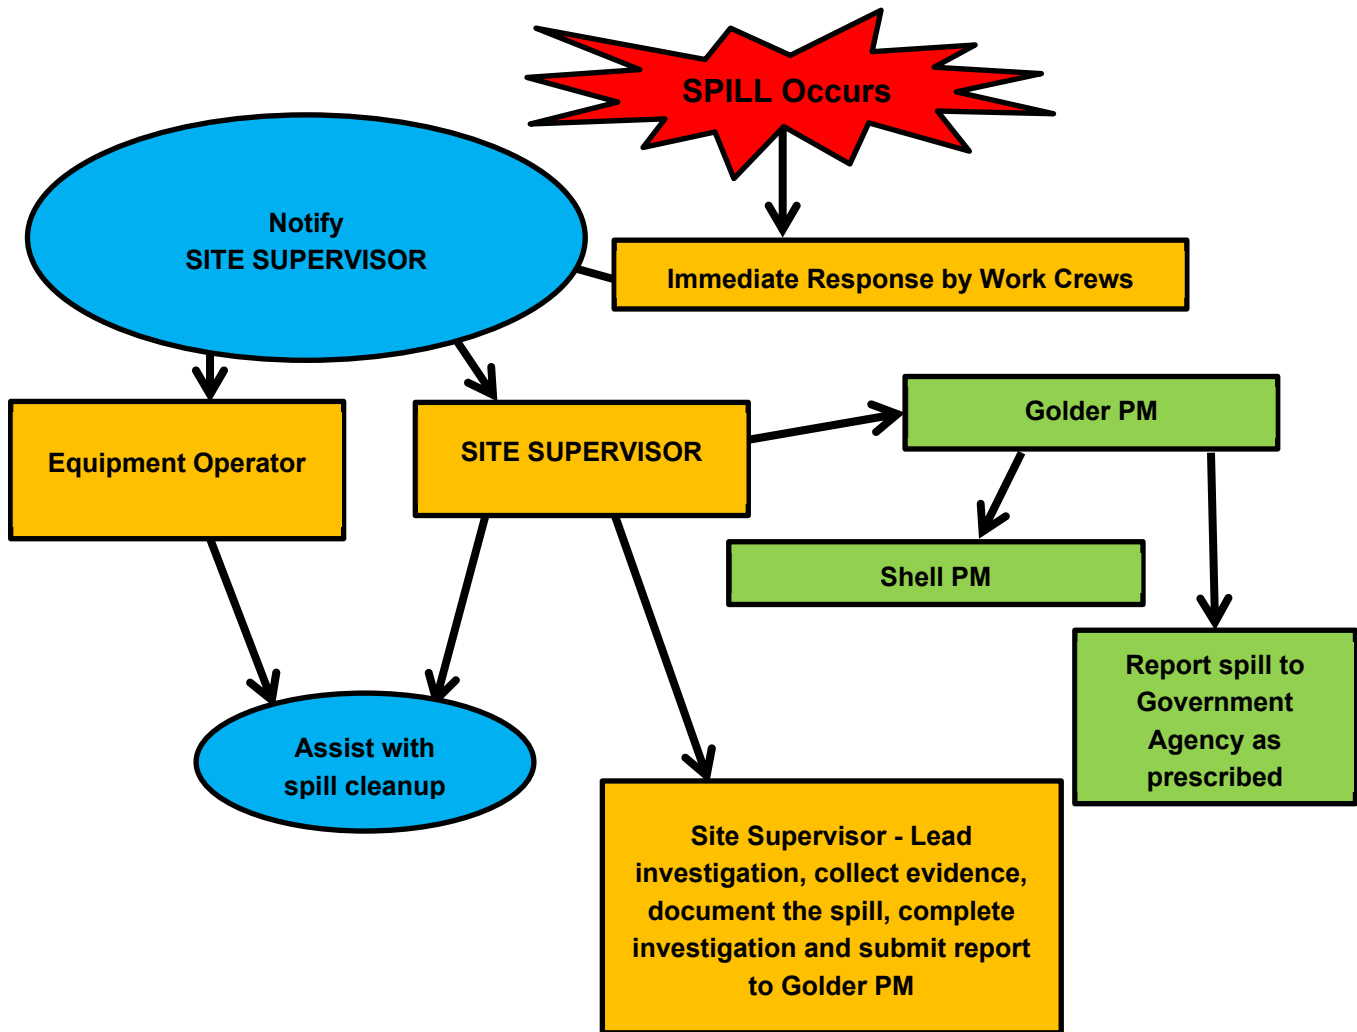 SPILL Occurs
Notify
SITE SUPERVISOR
Immediate Response by Work Crews
Equipment Operator
SITE SUPERVISOR
Golder PM
Shell PM
Report spill to
Government
Agency as
prescribed
Assist with
spill cleanup
Site Supervisor - Lead
investigation, collect evidence,
document the spill, complete
investigation and submit report
to Golder PM